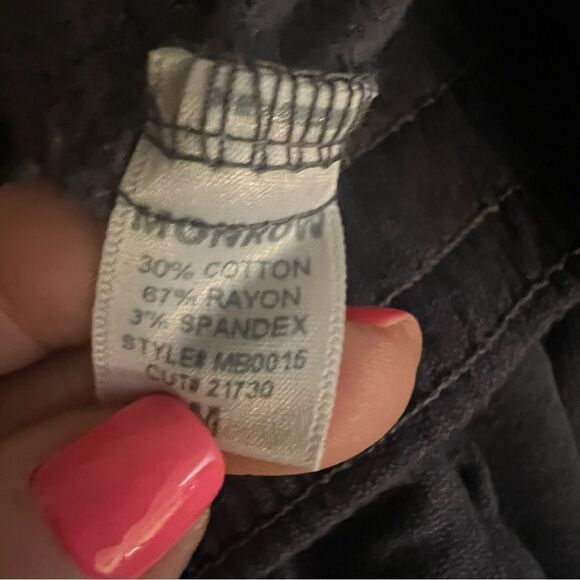 MONROW
30% COTTON
67% RAYON
3% SPANDEX
STYLE# MB0015
CUT# 21730
M